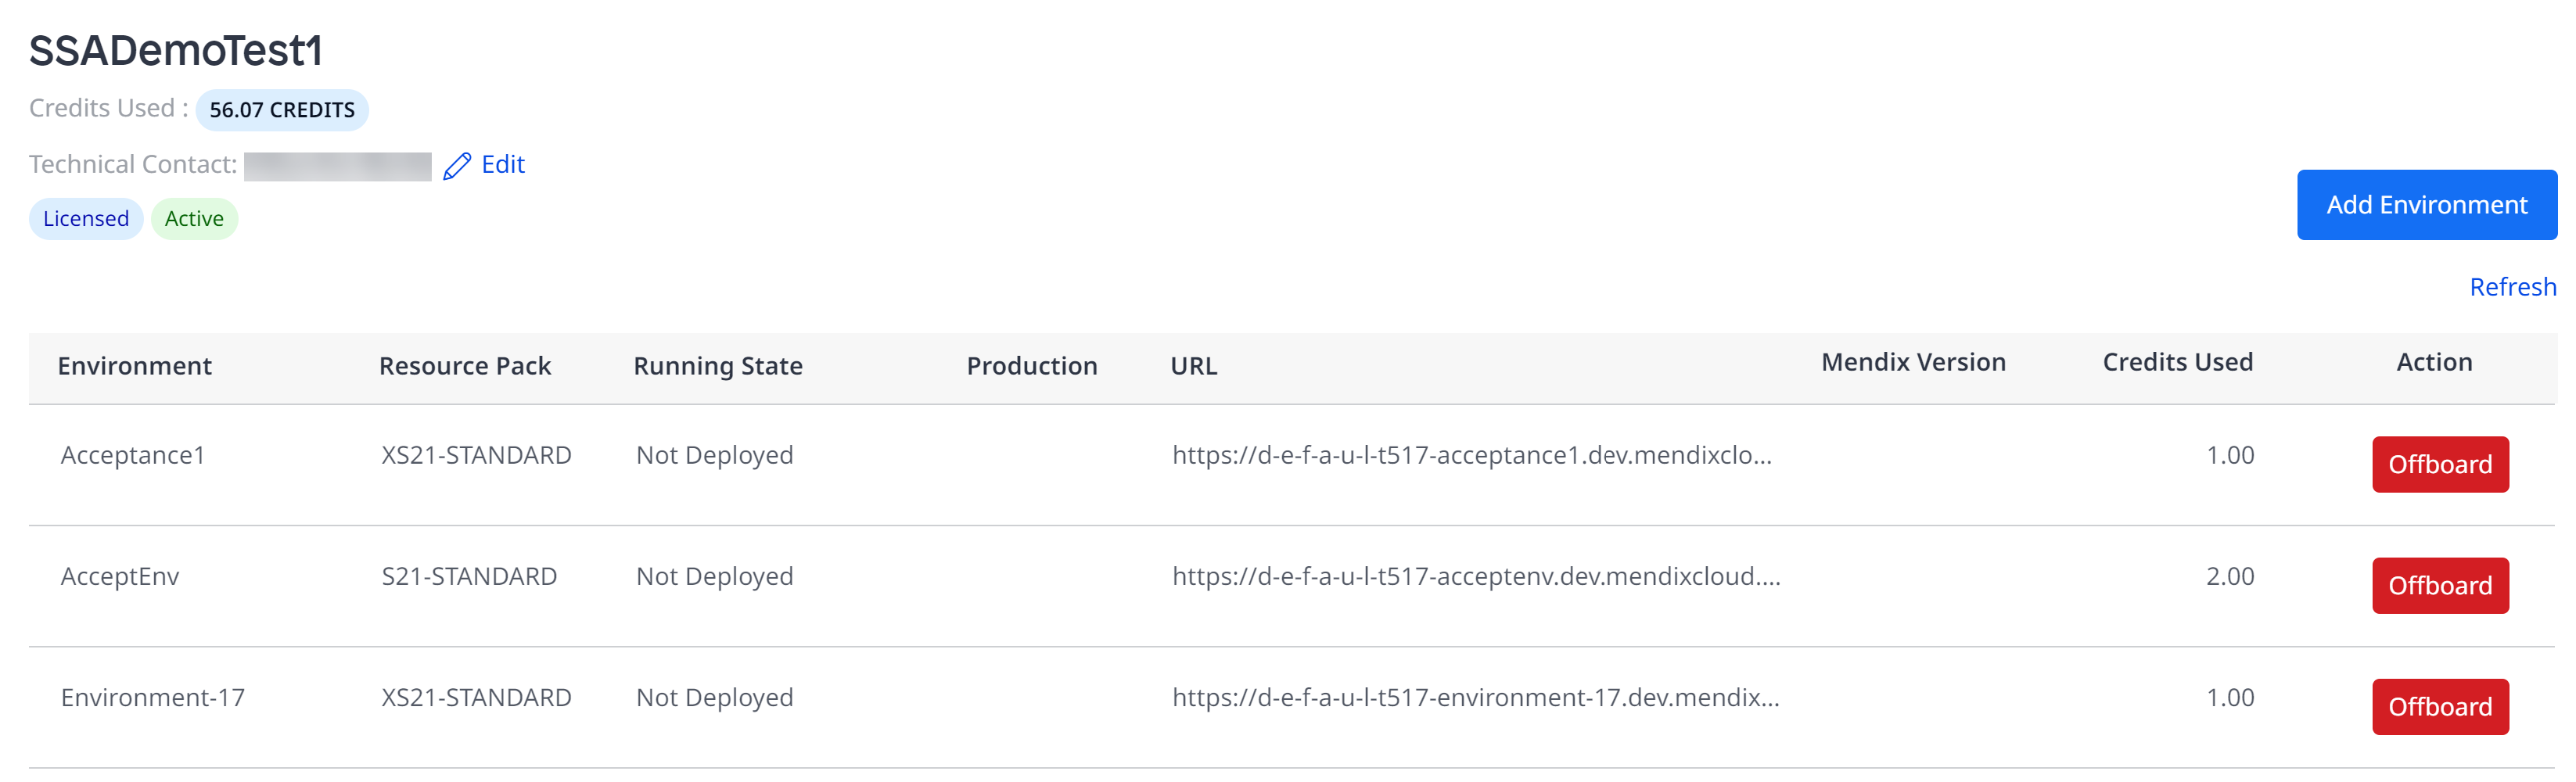 SSADemoTest1
Credits Used : 56.07 CREDITS
Technical Contact: Edit
Licensed Active
Add Environment
Refresh
Environment Resource Pack Running State Production URL Mendix Version Credits Used Action
Acceptance1 XS21-STANDARD Not Deployed https://d-e-f-a-u-l-t517-acceptance1.dev.mendixclo... 1.00 Offboard
AcceptEnv S21-STANDARD Not Deployed https://d-e-f-a-u-l-t517-acceptenv.dev.mendixcloud.... 2.00 Offboard
Environment-17 XS21-STANDARD Not Deployed https://d-e-f-a-u-l-t517-environment-17.dev.mendix... 1.00 Offboard